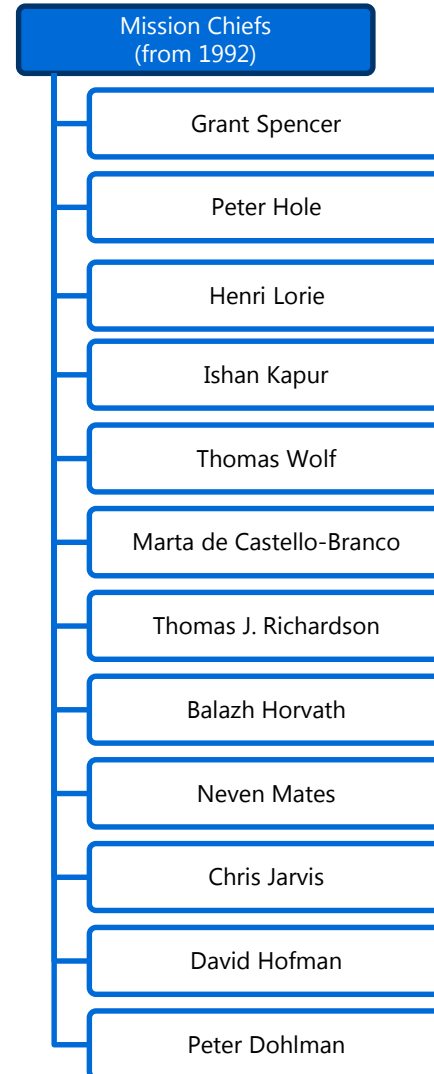 Mission Chiefs
(from 1992)
Grant Spencer
Peter Hole
Henri Lorie
Ishan Kapur
Thomas Wolf
Marta de Castello-Branco
Thomas J. Richardson
Balazh Horvath
Neven Mates
Chris Jarvis
David Hofman
Peter Dohlman